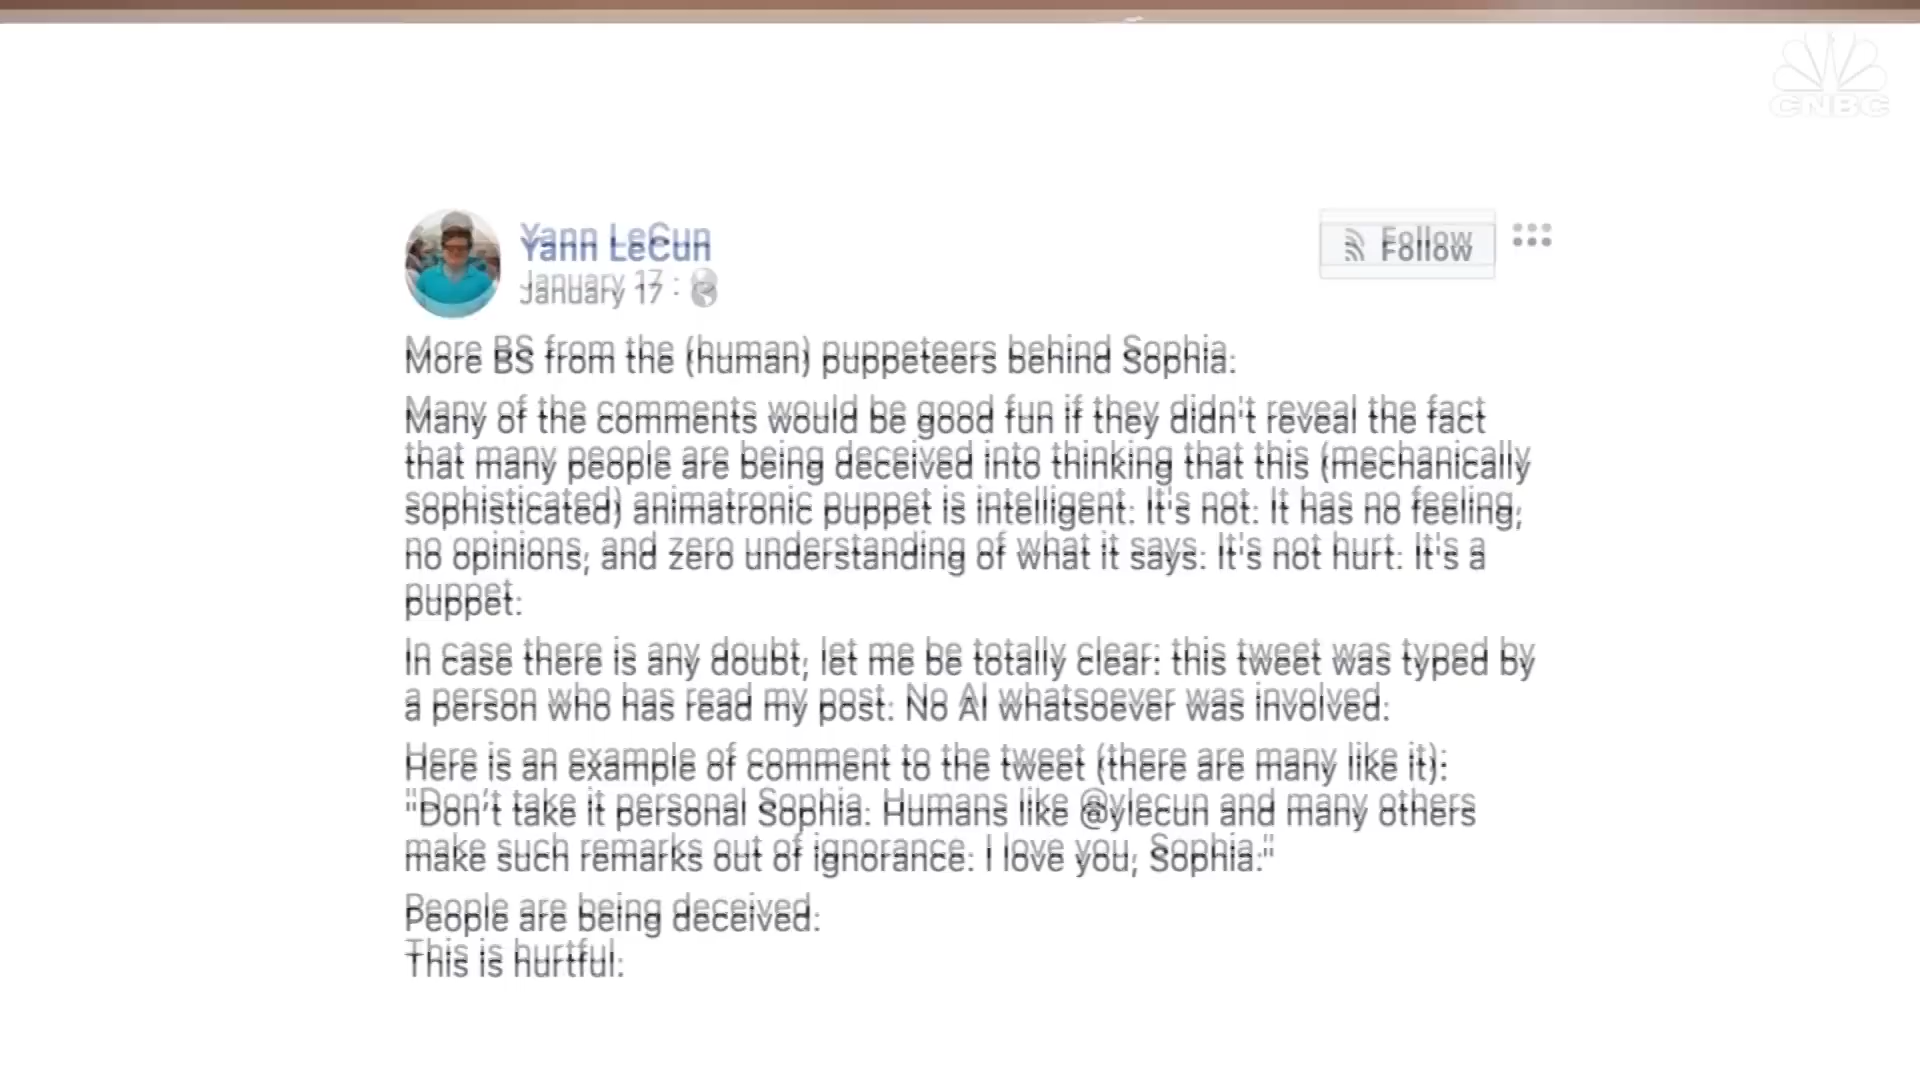 CNBC
Yann LeCun
January 17 ·
Follow
More BS from the (human) puppeteers behind Sophia.
Many of the comments would be good fun if they didn't reveal the fact
that many people are being deceived into thinking that this (mechanically
sophisticated) animatronic puppet is intelligent. It's not. It has no feeling,
no opinions, and zero understanding of what it says. It's not hurt. It's a
puppet.
In case there is any doubt, let me be totally clear: this tweet was typed by
a person who has read my post. No AI whatsoever was involved.
Here is an example of comment to the tweet (there are many like it):
"Don't take it personal Sophia. Humans like @ylecun and many others
make such remarks out of ignorance. I love you, Sophia."
People are being deceived.
This is hurtful.